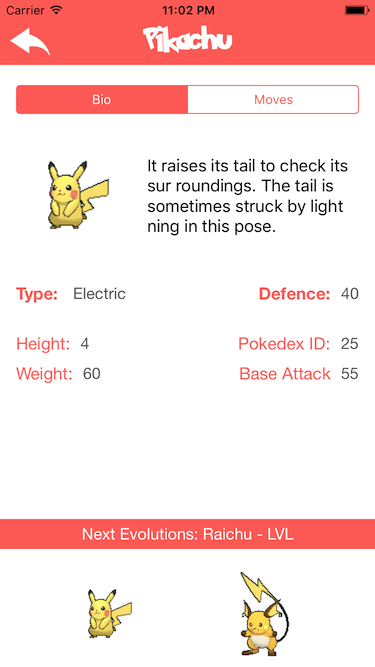 Carrier 11:02 PM
Pikachu
Bio Moves
It raises its tail to check its
sur roundings. The tail is
sometimes struck by light
ning in this pose.
Type: Electric Defence: 40
Height: 4 Pokedex ID: 25
Weight: 60 Base Attack 55
Next Evolutions: Raichu - LVL